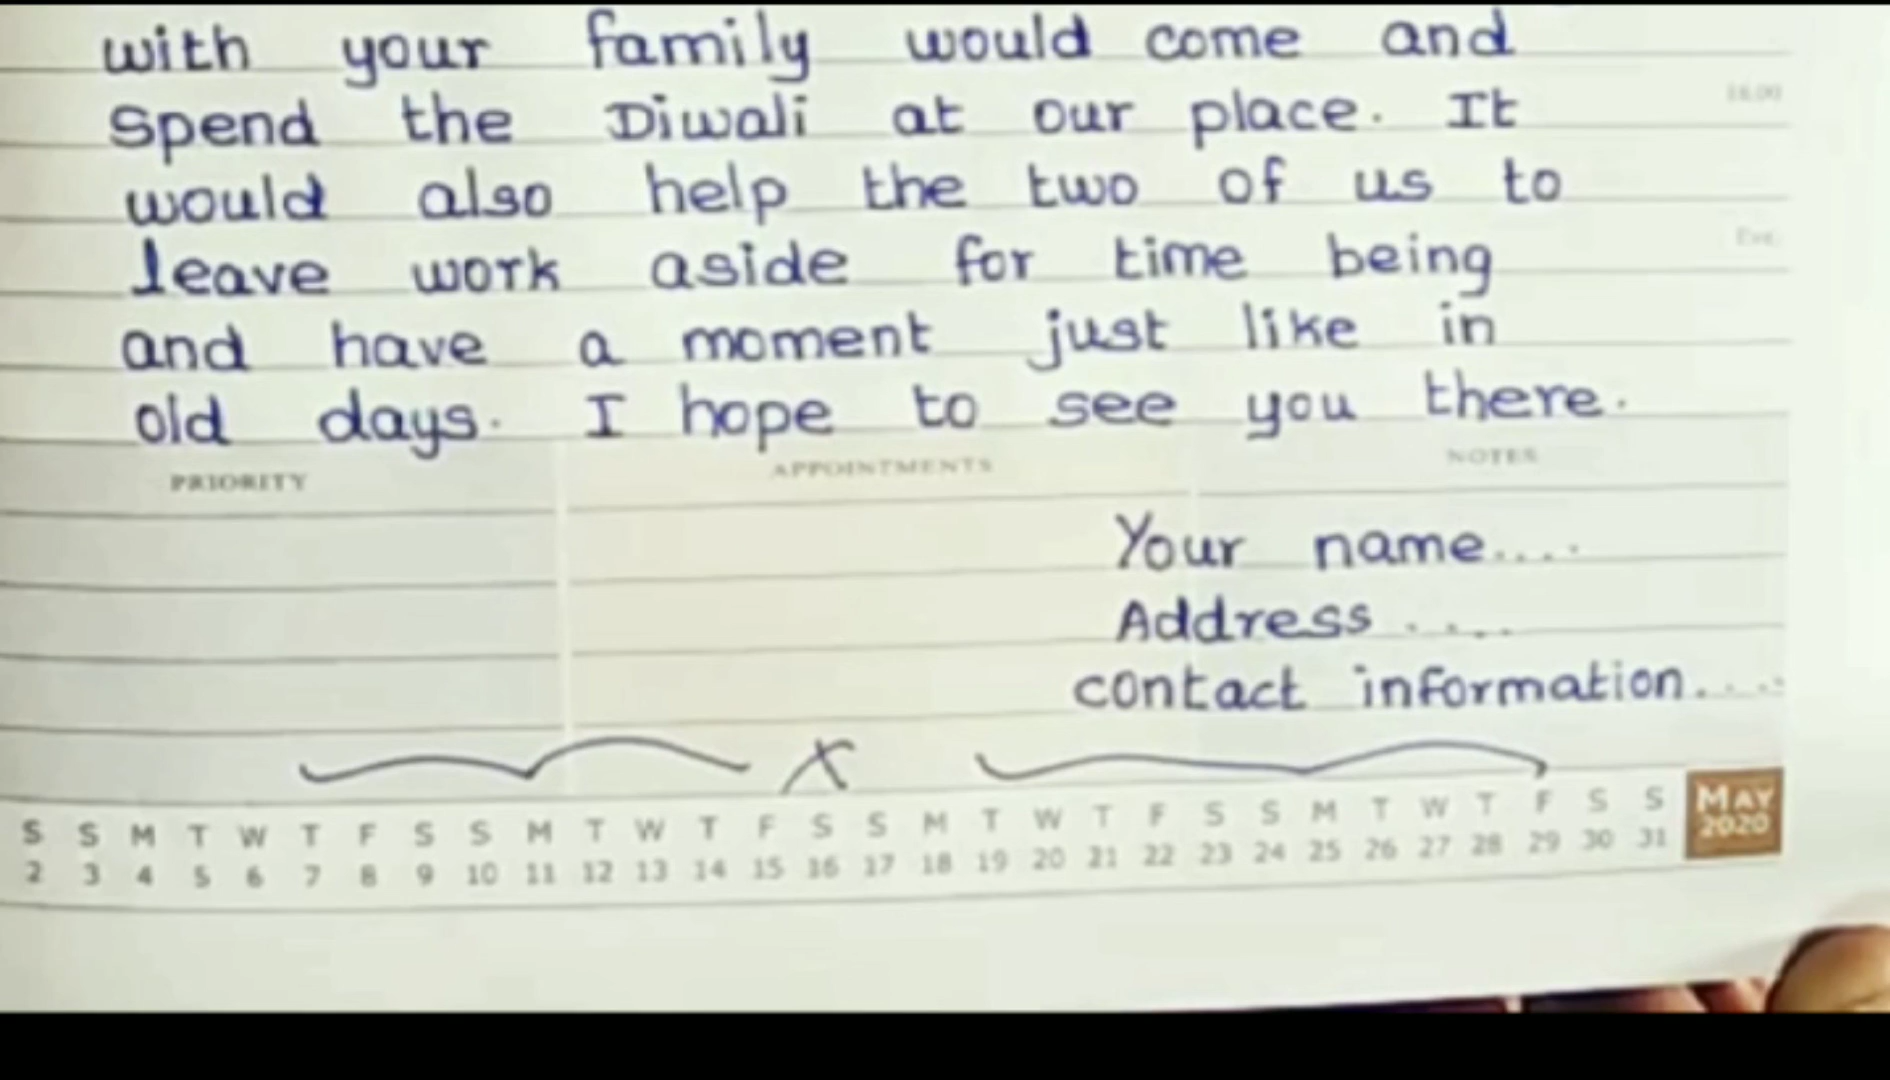 with your family would come and
spend the Diwali at our place. It
16.00
would also help the two of us to
Eve.
leave work aside for time being
and have a moment just like in
old days. I hope to see you there.
PRIORITY APPOINTMENTS NOTES
Your name....
Address ....
contact information....
X
S S M T W T F S S M T W T F S S M T W T F S S M T W T F S S
2 3 4 5 6 7 8 9 10 11 12 13 14 15 16 17 18 19 20 21 22 23 24 25 26 27 28 29 30 31
MAY
2020